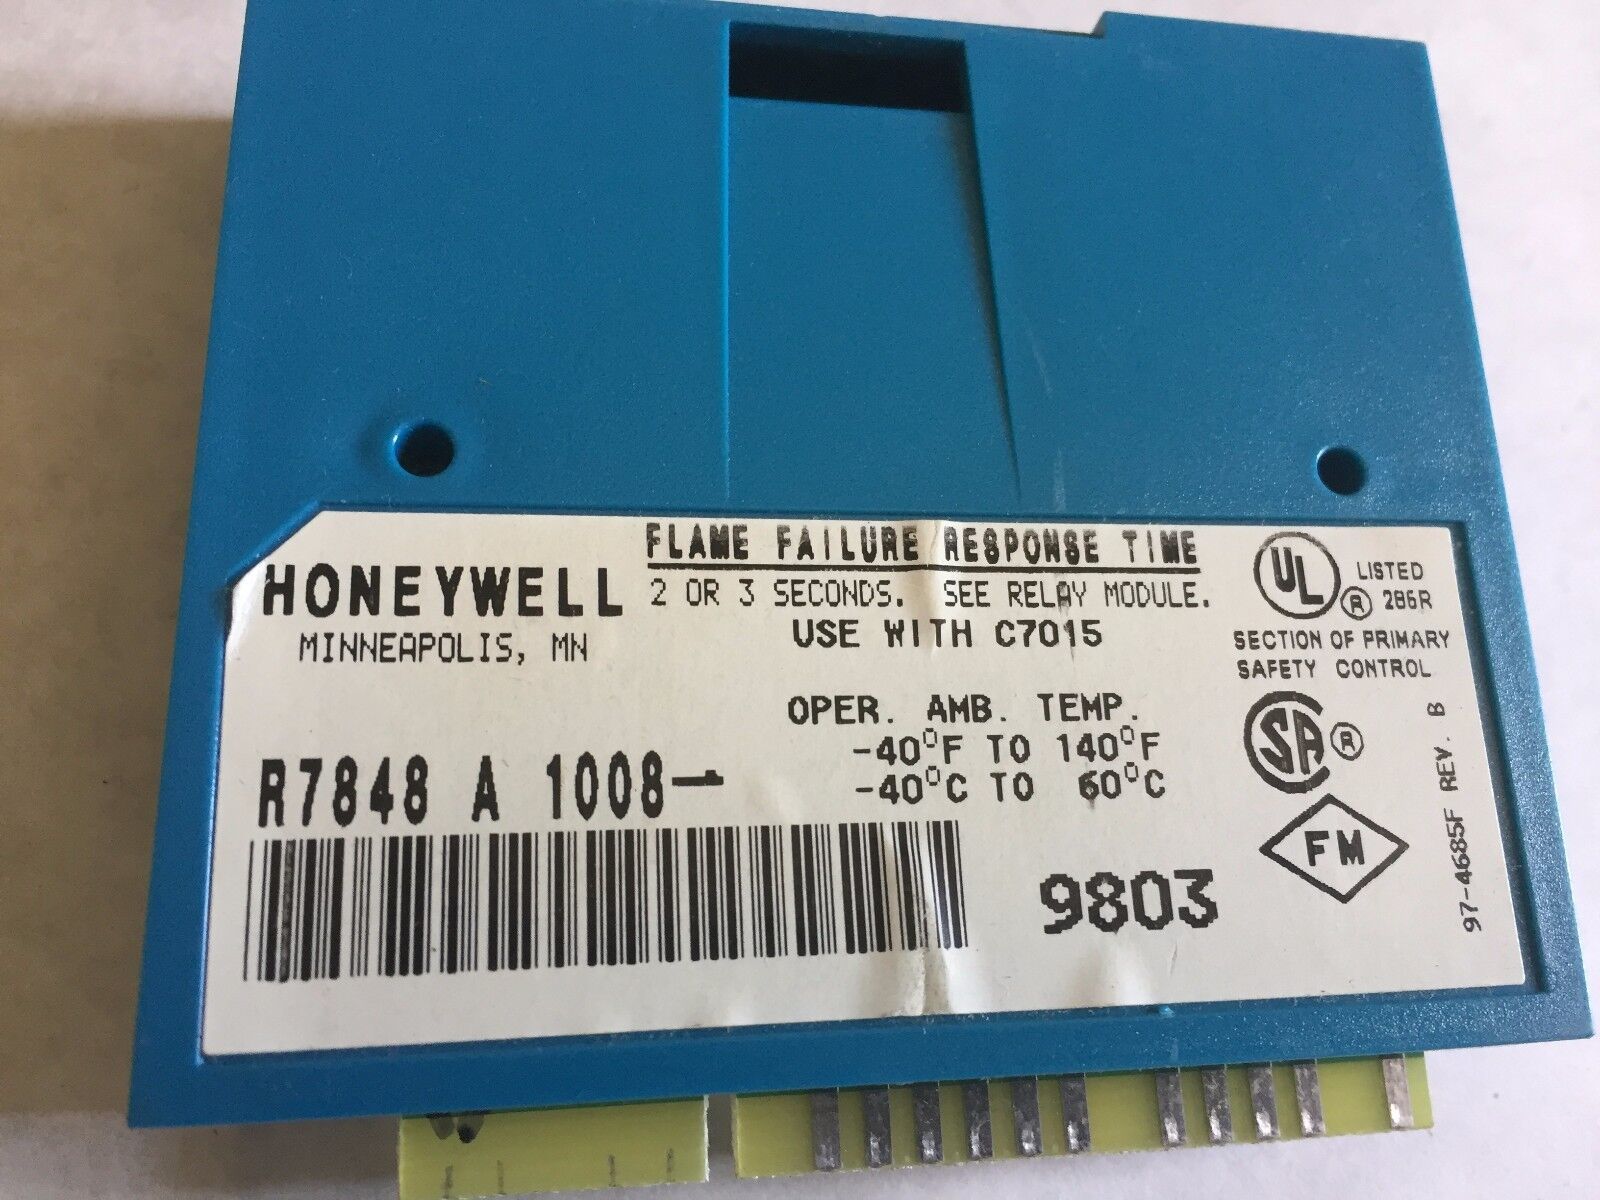 FLAME FAILURE RESPONSE TIME
HONEYWELL
2 OR 3 SECONDS. SEE RELAY MODULE.
MINNEAPOLIS, MN
USE WITH C7015
UL ® LISTED
286R
SECTION OF PRIMARY
SAFETY CONTROL
OPER. AMB. TEMP.
-40°F TO 140°F
-40°C TO 60°C
SA ®
R7848 A 1008-
FM
9803
97-4685F REV. B